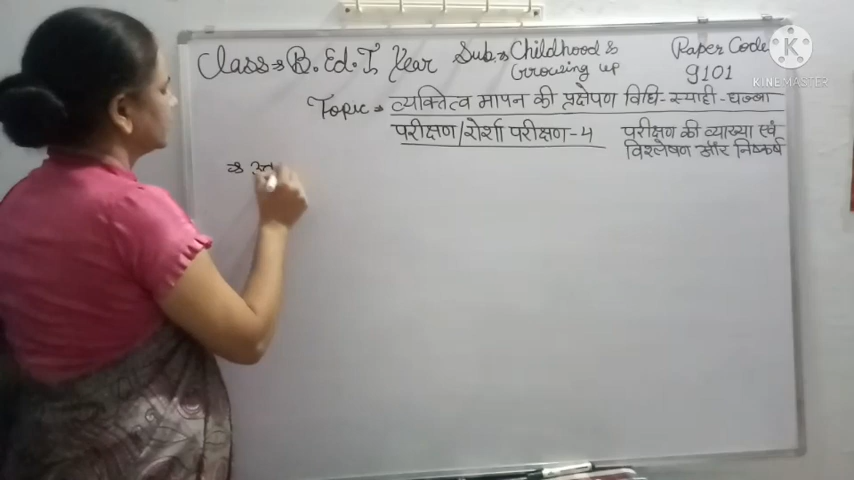 Class → B. Ed. I Year Sub. → Childhood & Growing up Paper Code 9101
Topic → व्यक्तित्व मापन की प्रक्षेपण विधि - स्याही - धब्बा
परीक्षण/रोर्शा परीक्षण-4 परीक्षण की व्याख्या एवं
विश्लेषण और निष्कर्ष
KINEMASTER